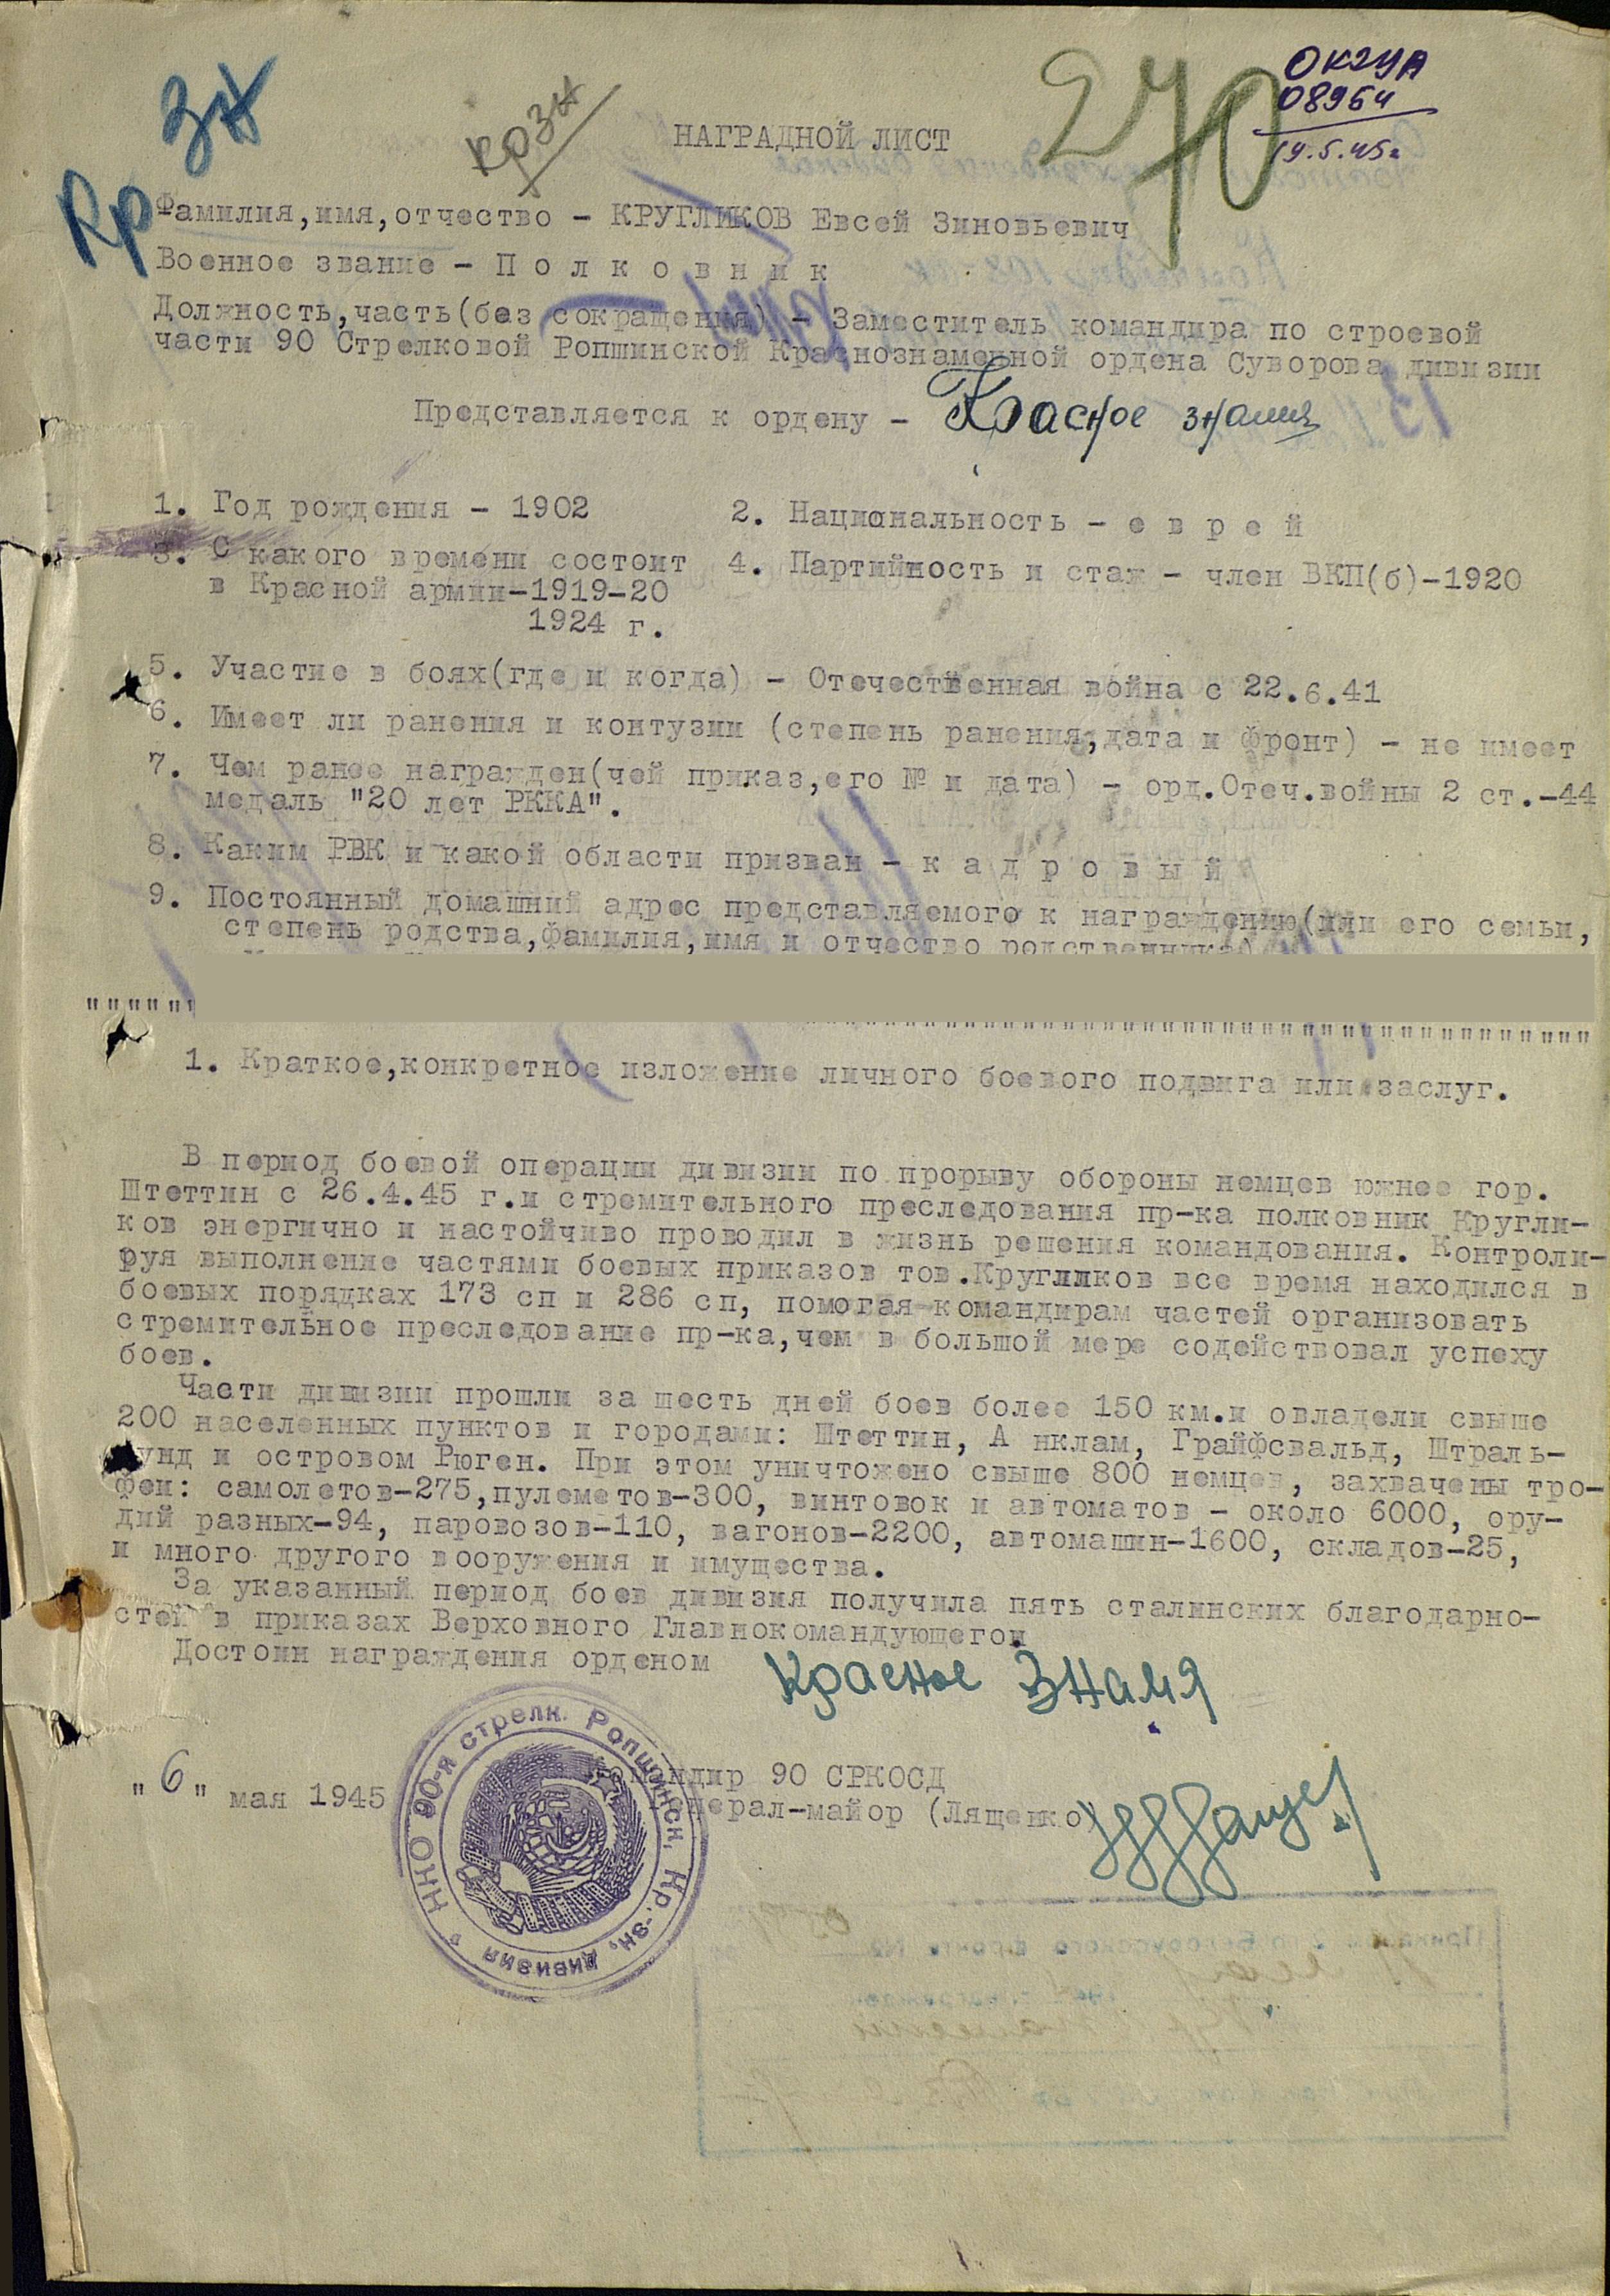 Зн
Кр
Кр Зн
270
08964
19.5.45г
НАГРАДНОЙ ЛИСТ
Фамилия,имя,отчество - КРУГЛИКОВ Евсей Зиновьевич
Военное звание - П о л к о в н и к
Должность,часть(без сокращения) - Заместитель командира по строевой
части 90 Стрелковой Ропшинской Краснознаменной ордена Суворова дивизии
Представляется к ордену - Красное знамя
1. Год рождения - 1902 2. Национальность - е в р е й
3. С какого времени состоит 4. Партийность и стаж - член ВКП(б)-1920
в Красной армии-1919-20
1924 г.
5. Участие в боях(где и когда) - Отечественная война с 22.6.41
6. Имеет ли ранения и контузии (степень ранения,дата и фронт) - не имеет
7. Чем ранее награжден(чей приказ,его № и дата) - орд.Отеч.войны 2 ст.-44
медаль "20 лет РККА".
8. Каким РВК и какой области призван - к а д р о в ы й
9. Постоянный домашний адрес представляемого к награждению(или его семьи,
степень родства,фамилия,имя и отчество родственника)
1. Краткое,конкретное изложение личного боевого подвига или заслуг.
В период боевой операции дивизии по прорыву обороны немцев южнее гор.
Штеттин с 26.4.45 г.и стремительного преследования пр-ка полковник Кругли-
ков энергично и настойчиво проводил в жизнь решения командования. Контроли-
руя выполнение частями боевых приказов тов.Кругликов все время находился в
боевых порядках 173 сп и 286 сп, помогая командирам частей организовать
стремительное преследование пр-ка,чем в большой мере содействовал успеху
боев.
Части дивизии прошли за шесть дней боев более 150 км.и овладели свыше
200 населенных пунктов и городами: Штеттин, А нклам, Грайфсвальд, Штраль-
зунд и островом Рюген. При этом уничтожено свыше 800 немцев, захвачены тро-
феи: самолетов-275,пулеметов-300, винтовок и автоматов - около 6000, ору-
дий разных-94, паровозов-110, вагонов-2200, автомашин-1600, складов-25,
и много другого вооружения и имущества.
За указанный период боев дивизия получила пять сталинских благодарно-
стей в приказах Верховного Главнокомандующего
Достоин награждения орденом Красное Знамя
Командир 90 СРКОСД
"6" мая 1945 Генерал-майор (Лященко)
НКО 90-я стрелк. Ропшинск. Кр.-зн. дивизия